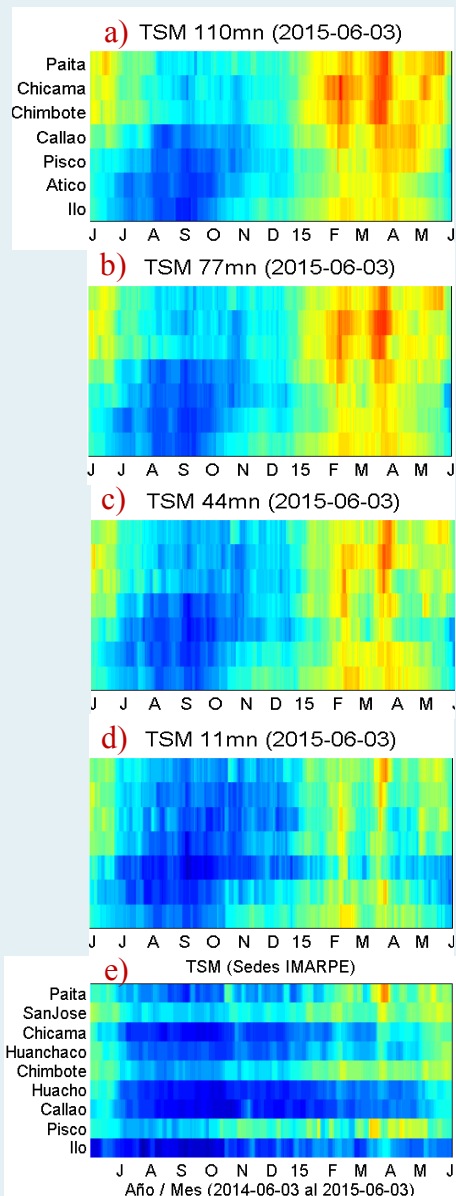 a) TSM 110mn (2015-06-03)
Paita
Chicama
Chimbote
Callao
Pisco
Atico
Ilo
J J A S O N D 15 F M A M J
b) TSM 77mn (2015-06-03)
J J A S O N D 15 F M A M J
c) TSM 44mn (2015-06-03)
J J A S O N D 15 F M A M J
d) TSM 11mn (2015-06-03)
J J A S O N D 15 F M A M J
e) TSM (Sedes IMARPE)
Paita
SanJose
Chicama
Huanchaco
Chimbote
Huacho
Callao
Pisco
Ilo
J A S O N D 15 F M A M J
Año / Mes (2014-06-03 al 2015-06-03)